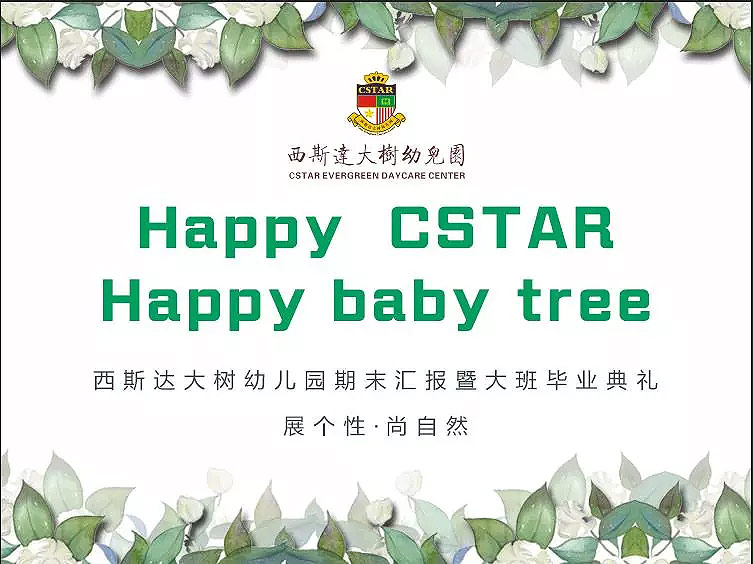 CSTAR
西斯達大樹幼兒園
CSTAR EVERGREEN DAYCARE CENTER
Happy CSTAR
Happy baby tree
西斯达大树幼儿园期末汇报暨大班毕业典礼
展个性·尚自然